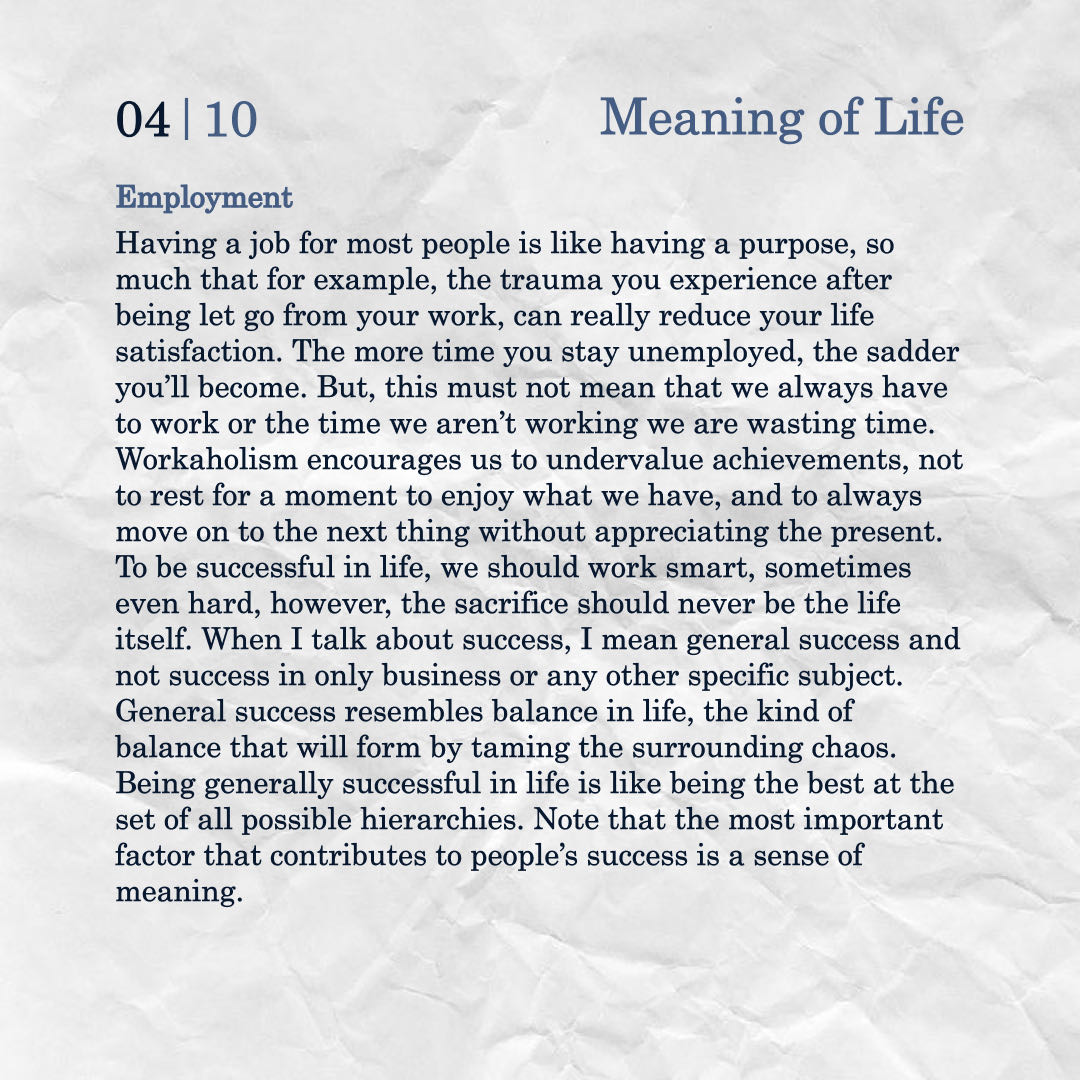 04 | 10
Meaning of Life
Employment
Having a job for most people is like having a purpose, so
much that for example, the trauma you experience after
being let go from your work, can really reduce your life
satisfaction. The more time you stay unemployed, the sadder
you’ll become. But, this must not mean that we always have
to work or the time we aren’t working we are wasting time.
Workaholism encourages us to undervalue achievements, not
to rest for a moment to enjoy what we have, and to always
move on to the next thing without appreciating the present.
To be successful in life, we should work smart, sometimes
even hard, however, the sacrifice should never be the life
itself. When I talk about success, I mean general success and
not success in only business or any other specific subject.
General success resembles balance in life, the kind of
balance that will form by taming the surrounding chaos.
Being generally successful in life is like being the best at the
set of all possible hierarchies. Note that the most important
factor that contributes to people’s success is a sense of
meaning.